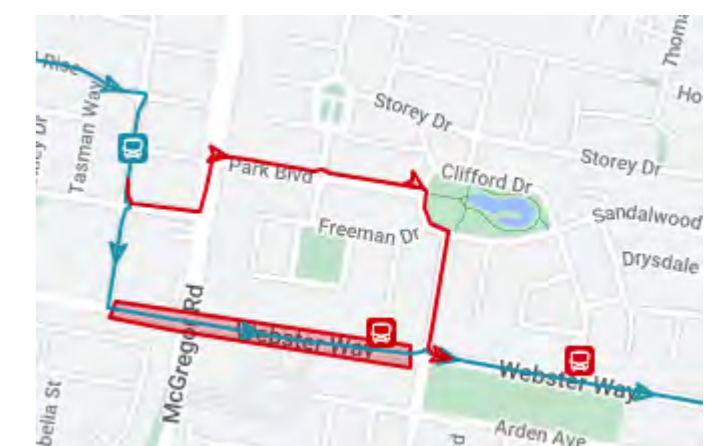 Rise
Tasman Way
Storey Dr
Park Blvd
Clifford Dr
Storey Dr
Sandalwood
Freeman Dr
Drysdale
McGregor Rd
Webster Way
Webster Way
Arden Ave